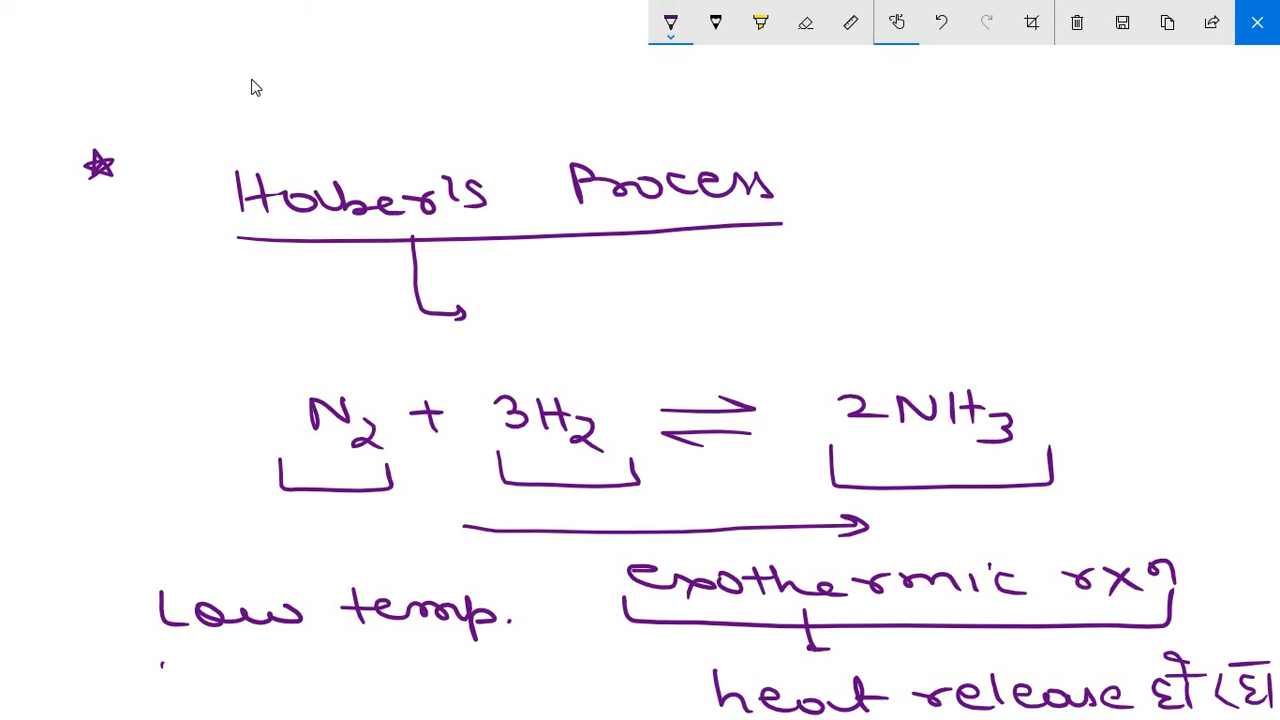 Haber's Process
N2 + 3H2 ⇌ 2NH3
exothermic rxn
Low temp.
heat release